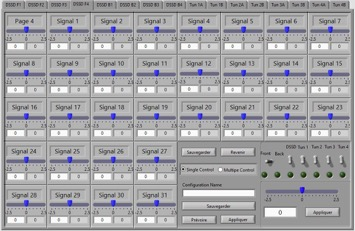 DSSD F1 DSSD F2 DSSD F3 DSSD F4 DSSD B1 DSSD B2 DSSD B3 DSSD B4 Tun 1A Tun 1B Tun 2A Tun 2B Tun 3A Tun 3B Tun 4A Tun 4B
Page 4 Signal 1 Signal 2 Signal 3 Signal 4 Signal 5 Signal 6 Signal 7
-2.5 0 2.5 -2.5 0 2.5 -2.5 0 2.5 -2.5 0 2.5 -2.5 0 2.5 -2.5 0 2.5 -2.5 0 2.5 -2.5 0 2.5
0 0 0 0 0 0 0 0 0 0 0 0 0 0 0 0
Signal 8 Signal 9 Signal 10 Signal 11 Signal 12 Signal 13 Signal 14 Signal 15
-2.5 0 2.5 -2.5 0 2.5 -2.5 0 2.5 -2.5 0 2.5 -2.5 0 2.5 -2.5 0 2.5 -2.5 0 2.5 -2.5 0 2.5
0 0 0 0 0 0 0 0 0 0 0 0 0 0 0 0
Signal 16 Signal 17 Signal 18 Signal 19 Signal 20 Signal 21 Signal 22 Signal 23
-2.5 0 2.5 -2.5 0 2.5 -2.5 0 2.5 -2.5 0 2.5 -2.5 0 2.5 -2.5 0 2.5 -2.5 0 2.5 -2.5 0 2.5
0 0 0 0 0 0 0 0 0 0 0 0 0 0 0 0
Signal 24 Signal 25 Signal 26 Signal 27
-2.5 0 2.5 -2.5 0 2.5 -2.5 0 2.5 -2.5 0 2.5
0 0 0 0 0 0 0 0
Signal 28 Signal 29 Signal 30 Signal 31
-2.5 0 2.5 -2.5 0 2.5 -2.5 0 2.5 -2.5 0 2.5
0 0 0 0 0 0 0 0
Sauvegarder Revenir
Single Control Multiple Control
Configuration Name
Sauvegarder
Appliquer
DSSD Tun 1 Tun 2 Tun 3 Tun 4
Front Back
-2.5 0 2.5
0 Appliquer